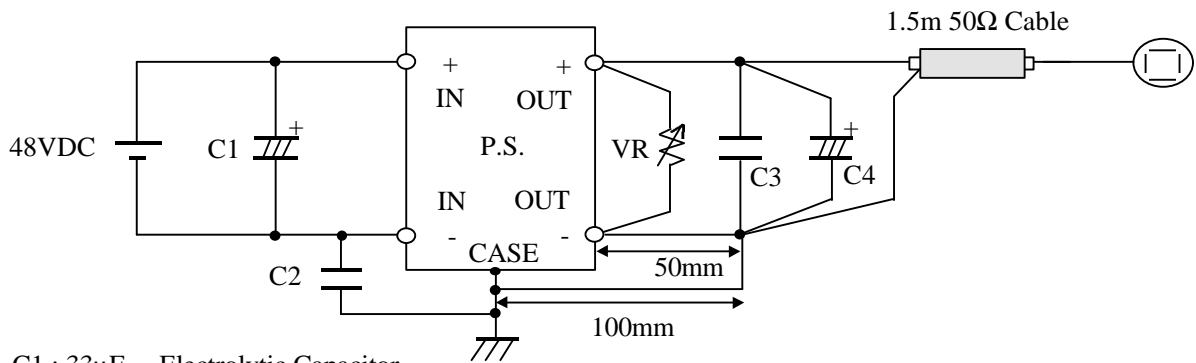 1.5m 50Ω Cable
+ +
IN OUT
48VDC C1 + P.S. VR C3 + C4
IN OUT
- -
CASE
C2
50mm
100mm
C1 : 33μF Electrolytic Capacitor